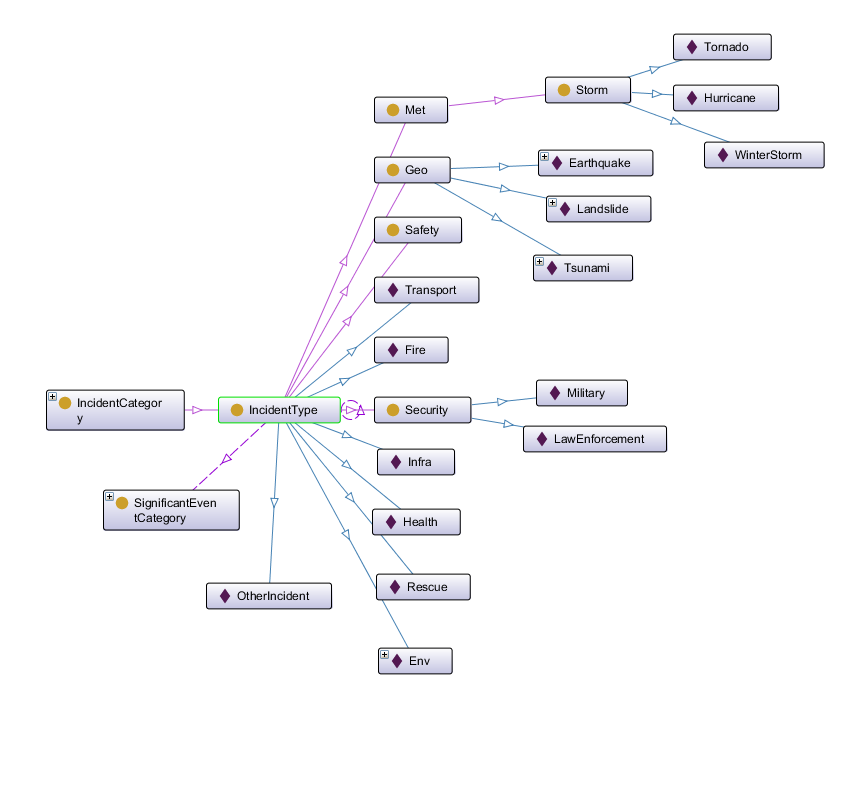 Tornado
Storm
Hurricane
Met
WinterStorm
Geo
Earthquake
Landslide
Safety
Tsunami
Transport
Fire
IncidentCategor
y
IncidentType
Security
Military
LawEnforcement
Infra
SignificantEven
tCategory
Health
OtherIncident
Rescue
Env